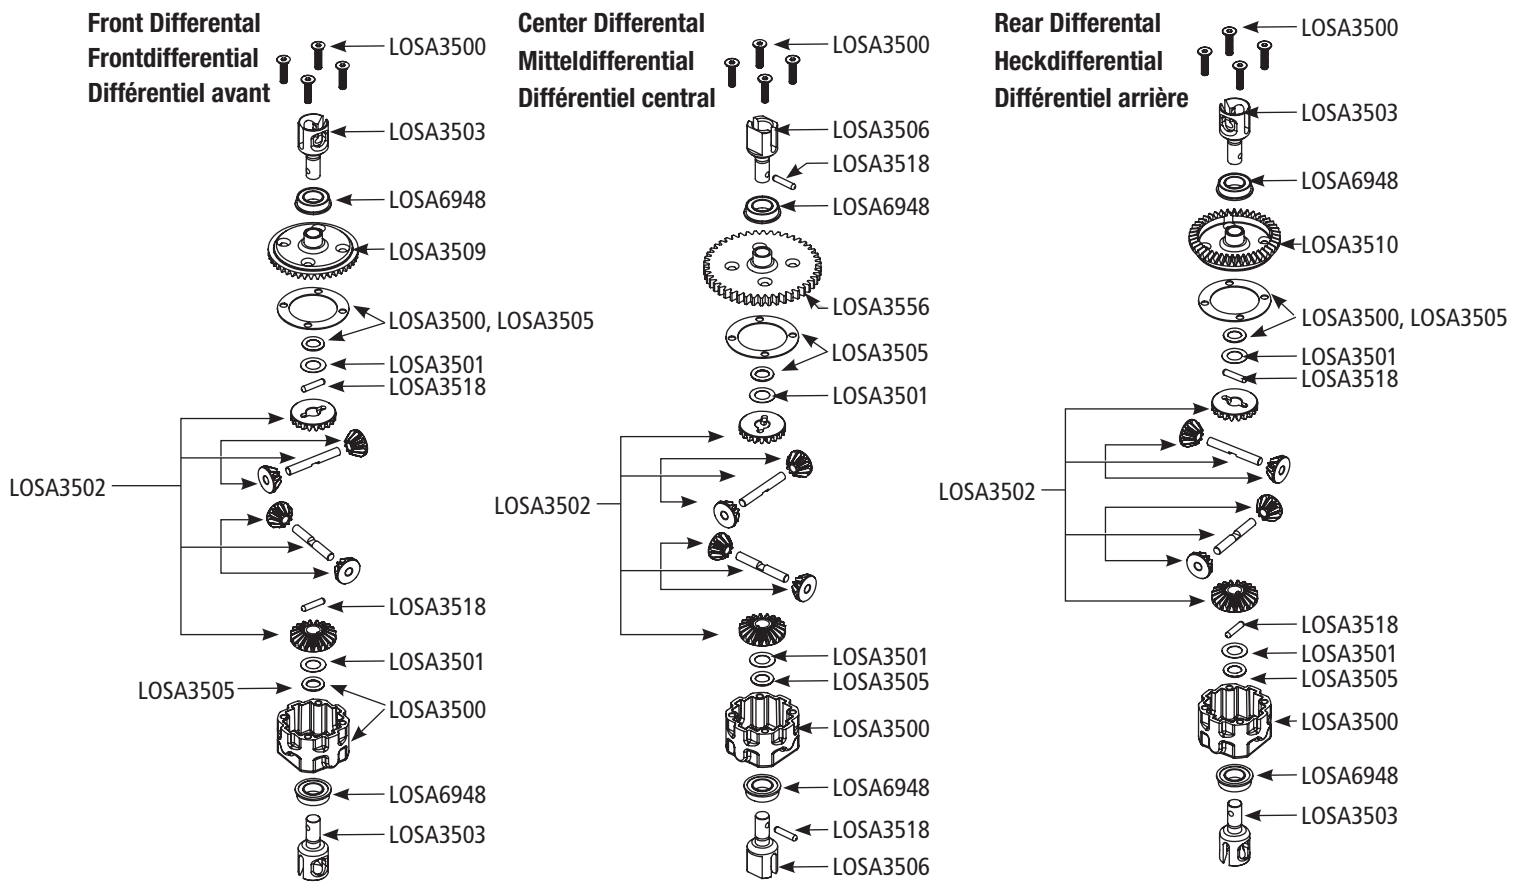 Front Differental
Frontdifferential
Différentiel avant
LOSA3500
LOSA3503
LOSA6948
LOSA3509
LOSA3500, LOSA3505
LOSA3501
LOSA3518
LOSA3502
LOSA3518
LOSA3501
LOSA3505
LOSA3500
LOSA6948
LOSA3503
Center Differental
Mitteldifferential
Différentiel central
LOSA3500
LOSA3506
LOSA3518
LOSA6948
LOSA3556
LOSA3505
LOSA3501
LOSA3502
LOSA3501
LOSA3505
LOSA3500
LOSA6948
LOSA3518
LOSA3506
Rear Differental
Heckdifferential
Différentiel arrière
LOSA3500
LOSA3503
LOSA6948
LOSA3510
LOSA3500, LOSA3505
LOSA3501
LOSA3518
LOSA3502
LOSA3518
LOSA3501
LOSA3505
LOSA3500
LOSA6948
LOSA3503